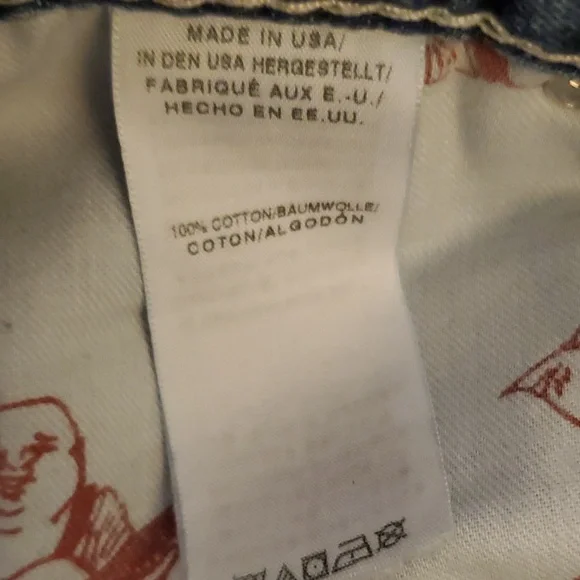 MADE IN USA/
IN DEN USA HERGESTELLT/
FABRIQUÉ AUX E.-U./
HECHO EN EE.UU.
100% COTTON/BAUMWOLLE/
COTON/ALGODÓN